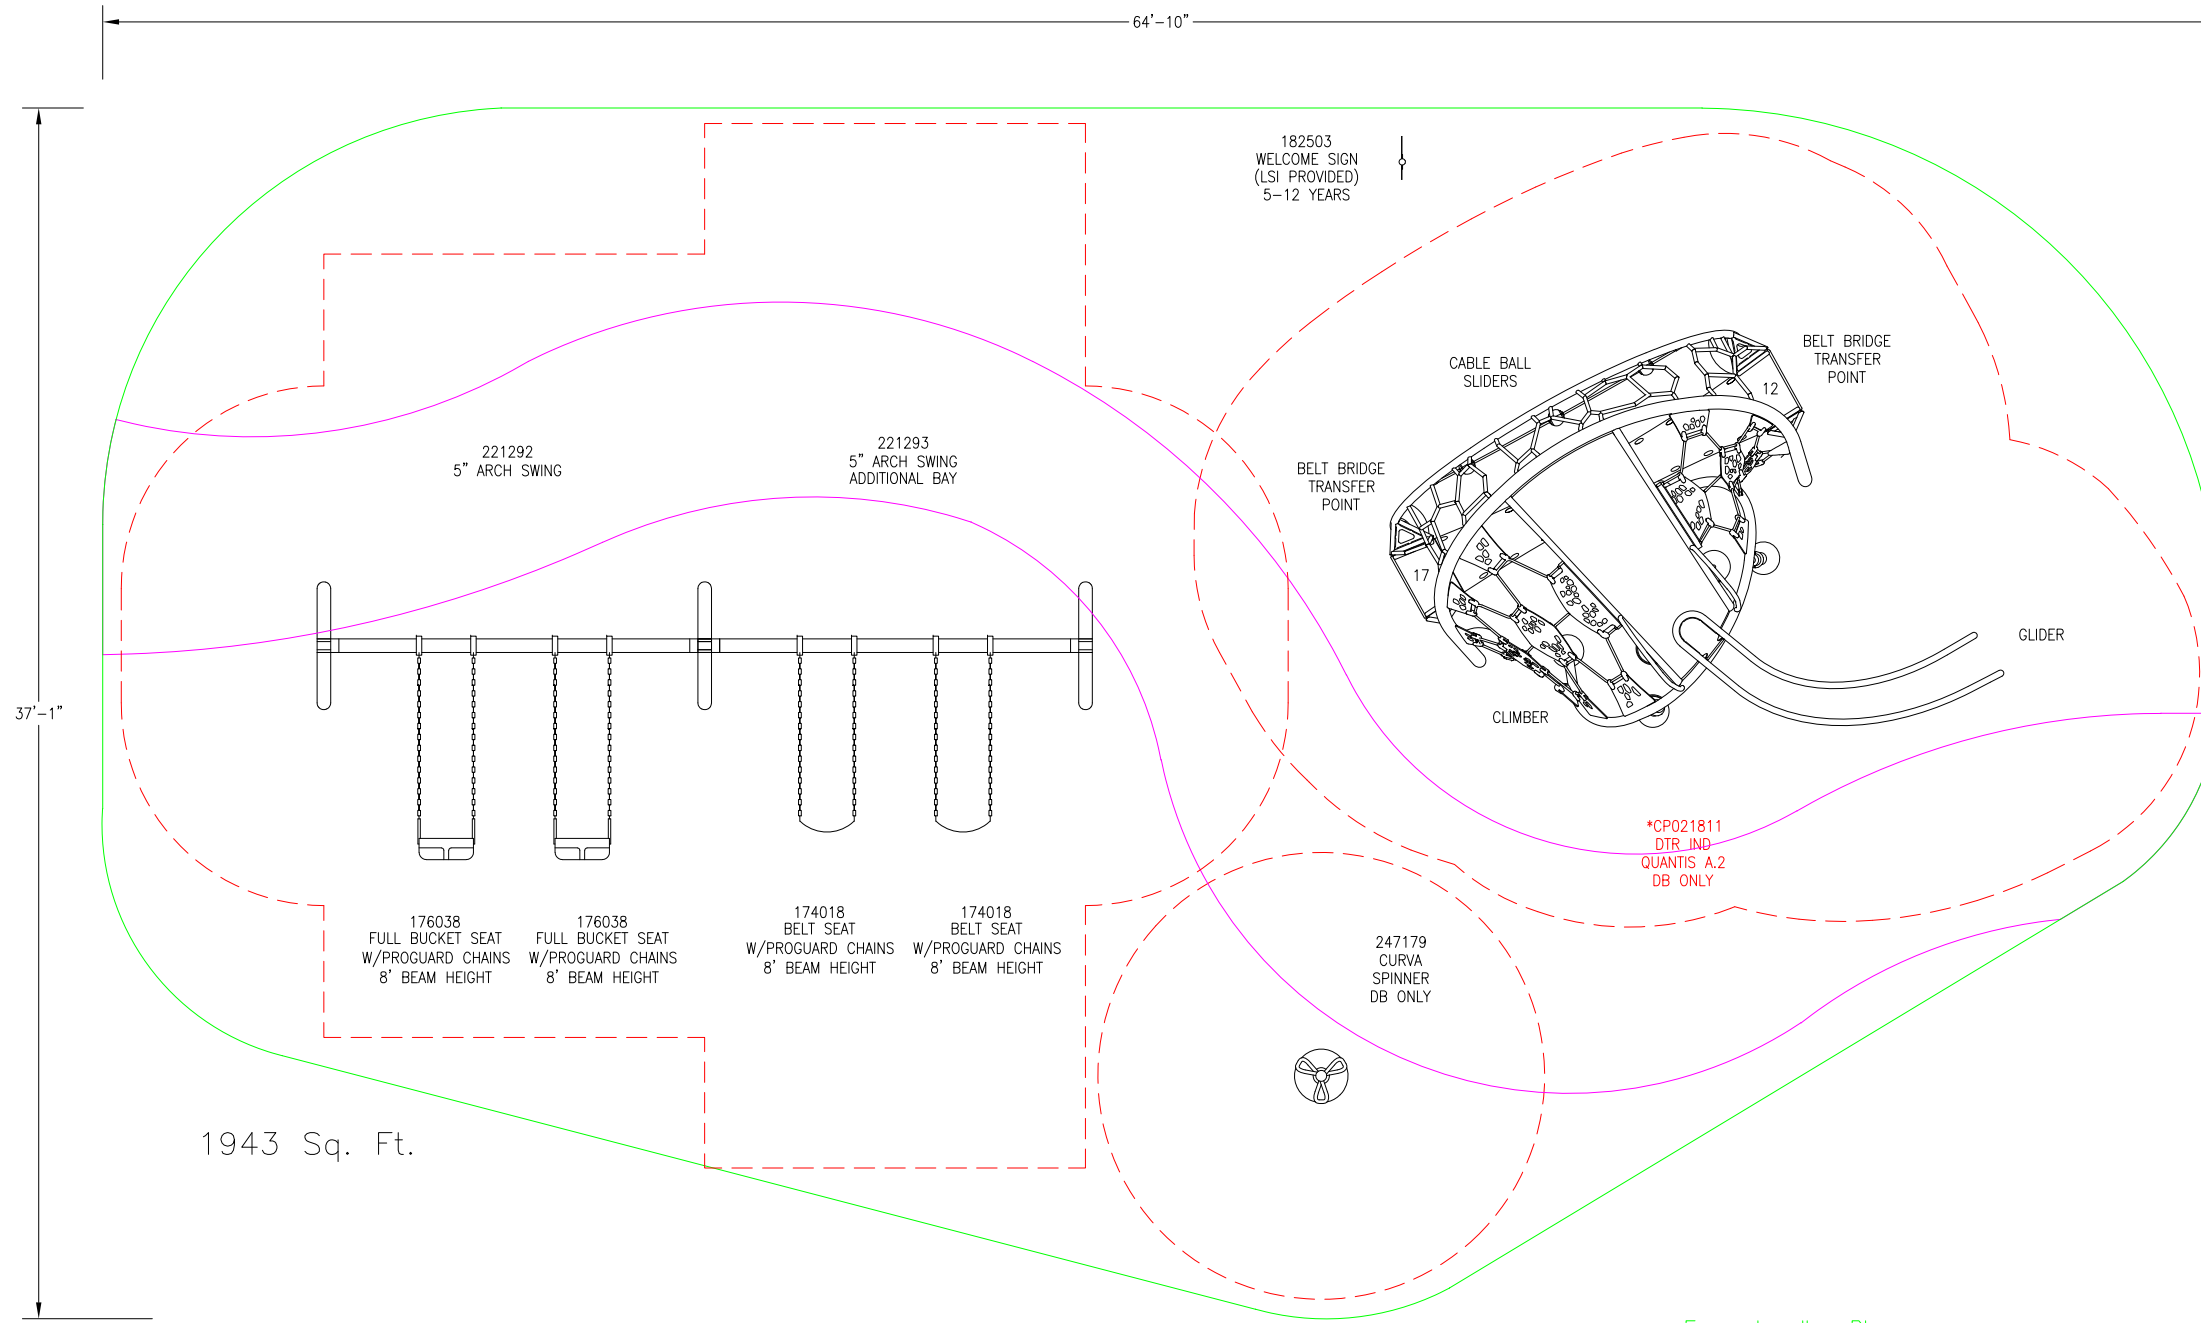 64'-10"
182503
WELCOME SIGN
(LSI PROVIDED)
5-12 YEARS
BELT BRIDGE
TRANSFER
POINT
CABLE BALL
SLIDERS
12
221292
5" ARCH SWING
221293
5" ARCH SWING
ADDITIONAL BAY
BELT BRIDGE
TRANSFER
POINT
17
GLIDER
37'-1"
CLIMBER
*CP021811
DTR IND
QUANTIS A.2
DB ONLY
176038
FULL BUCKET SEAT
W/PROGUARD CHAINS
8' BEAM HEIGHT
176038
FULL BUCKET SEAT
W/PROGUARD CHAINS
8' BEAM HEIGHT
174018
BELT SEAT
W/PROGUARD CHAINS
8' BEAM HEIGHT
174018
BELT SEAT
W/PROGUARD CHAINS
8' BEAM HEIGHT
247179
CURVA
SPINNER
DB ONLY
1943 Sq. Ft.